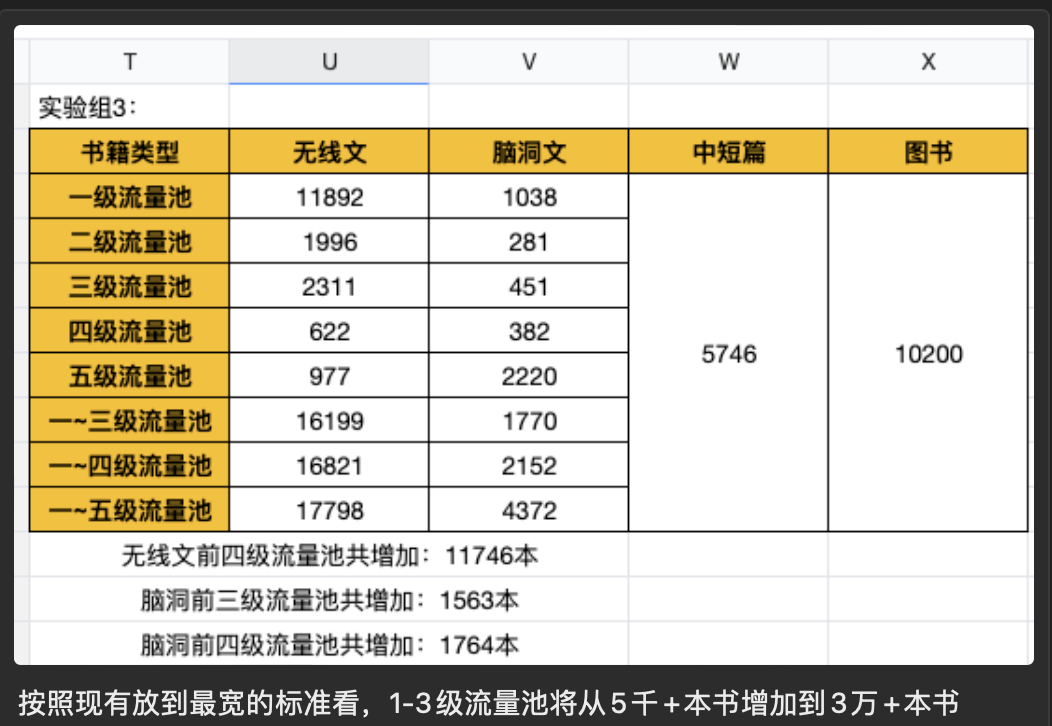 T U V W X
实验组3：
书籍类型 无线文 脑洞文 中短篇 图书
一级流量池 11892 1038
二级流量池 1996 281
三级流量池 2311 451
四级流量池 622 382
5746 10200
五级流量池 977 2220
一~三级流量池 16199 1770
一~四级流量池 16821 2152
一~五级流量池 17798 4372
无线文前四级流量池共增加：11746本
脑洞前三级流量池共增加：1563本
脑洞前四级流量池共增加：1764本
按照现有放到最宽的标准看，1-3级流量池将从5千+本书增加到3万+本书